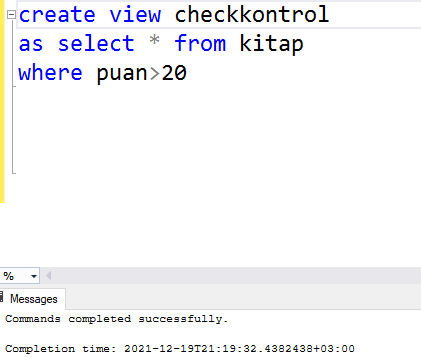 create view checkkontrol
as select * from kitap
where puan>20
%
Messages
Commands completed successfully.
Completion time: 2021-12-19T21:19:32.4382438+03:00